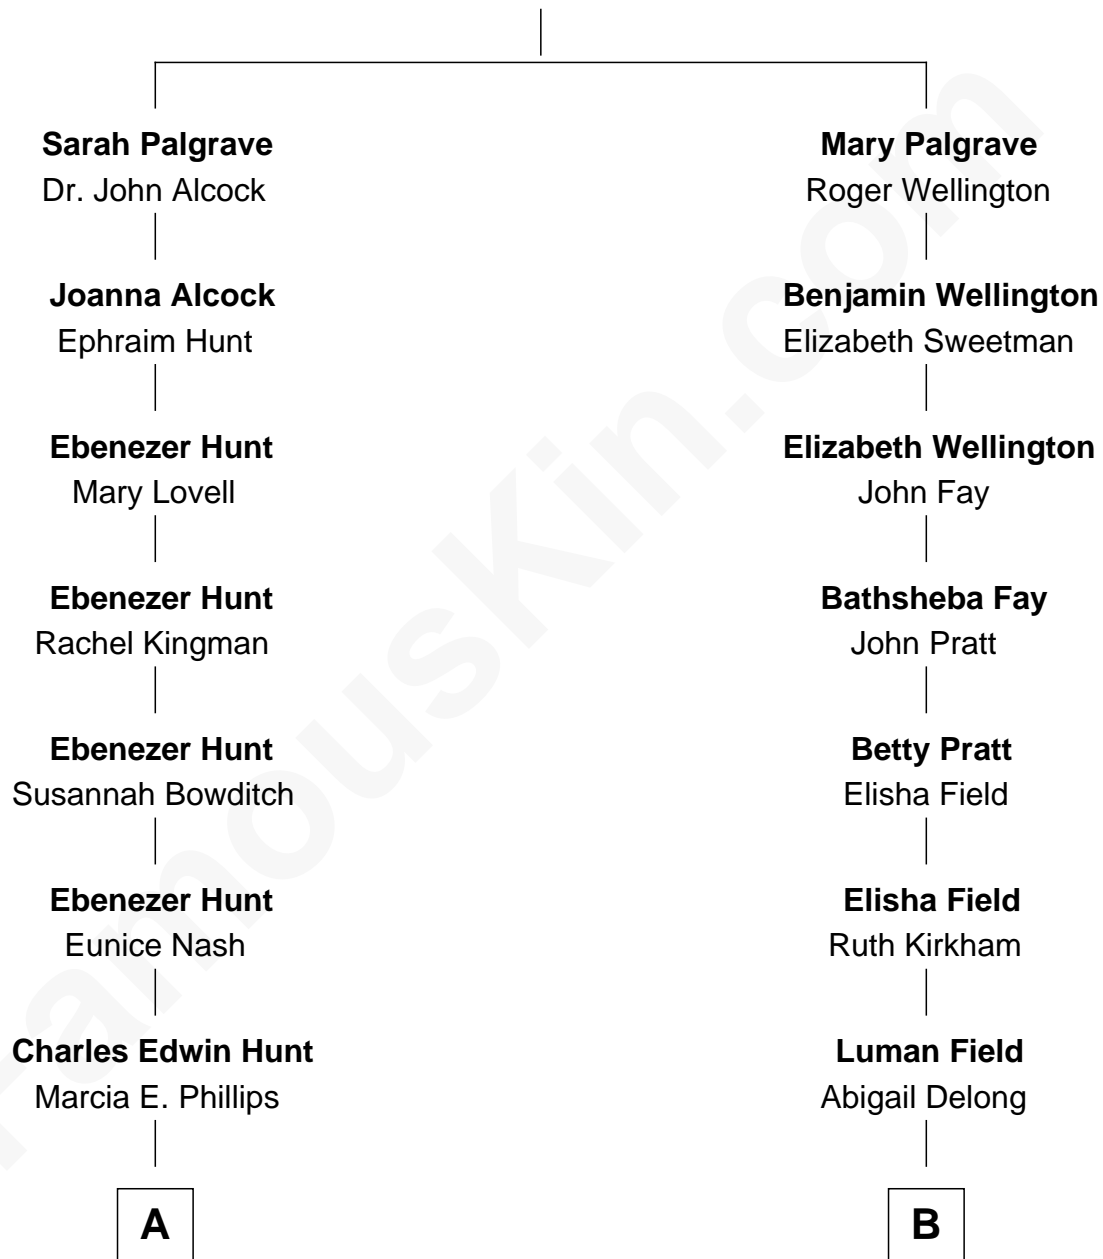 Sarah Palgrave
Dr. John Alcock
Mary Palgrave
Roger Wellington
Joanna Alcock
Ephraim Hunt
Benjamin Wellington
Elizabeth Sweetman
Ebenezer Hunt
Mary Lovell
Elizabeth Wellington
John Fay
Ebenezer Hunt
Rachel Kingman
Bathsheba Fay
John Pratt
Ebenezer Hunt
Susannah Bowditch
Betty Pratt
Elisha Field
Ebenezer Hunt
Eunice Nash
Elisha Field
Ruth Kirkham
Charles Edwin Hunt
Marcia E. Phillips
Luman Field
Abigail Delong
A
B
FamousKin.com